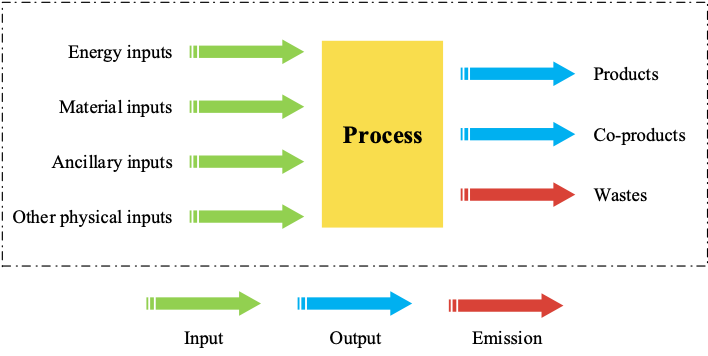 Energy inputs
Material inputs
Ancillary inputs
Other physical inputs
Process
Products
Co-products
Wastes
Input
Output
Emission